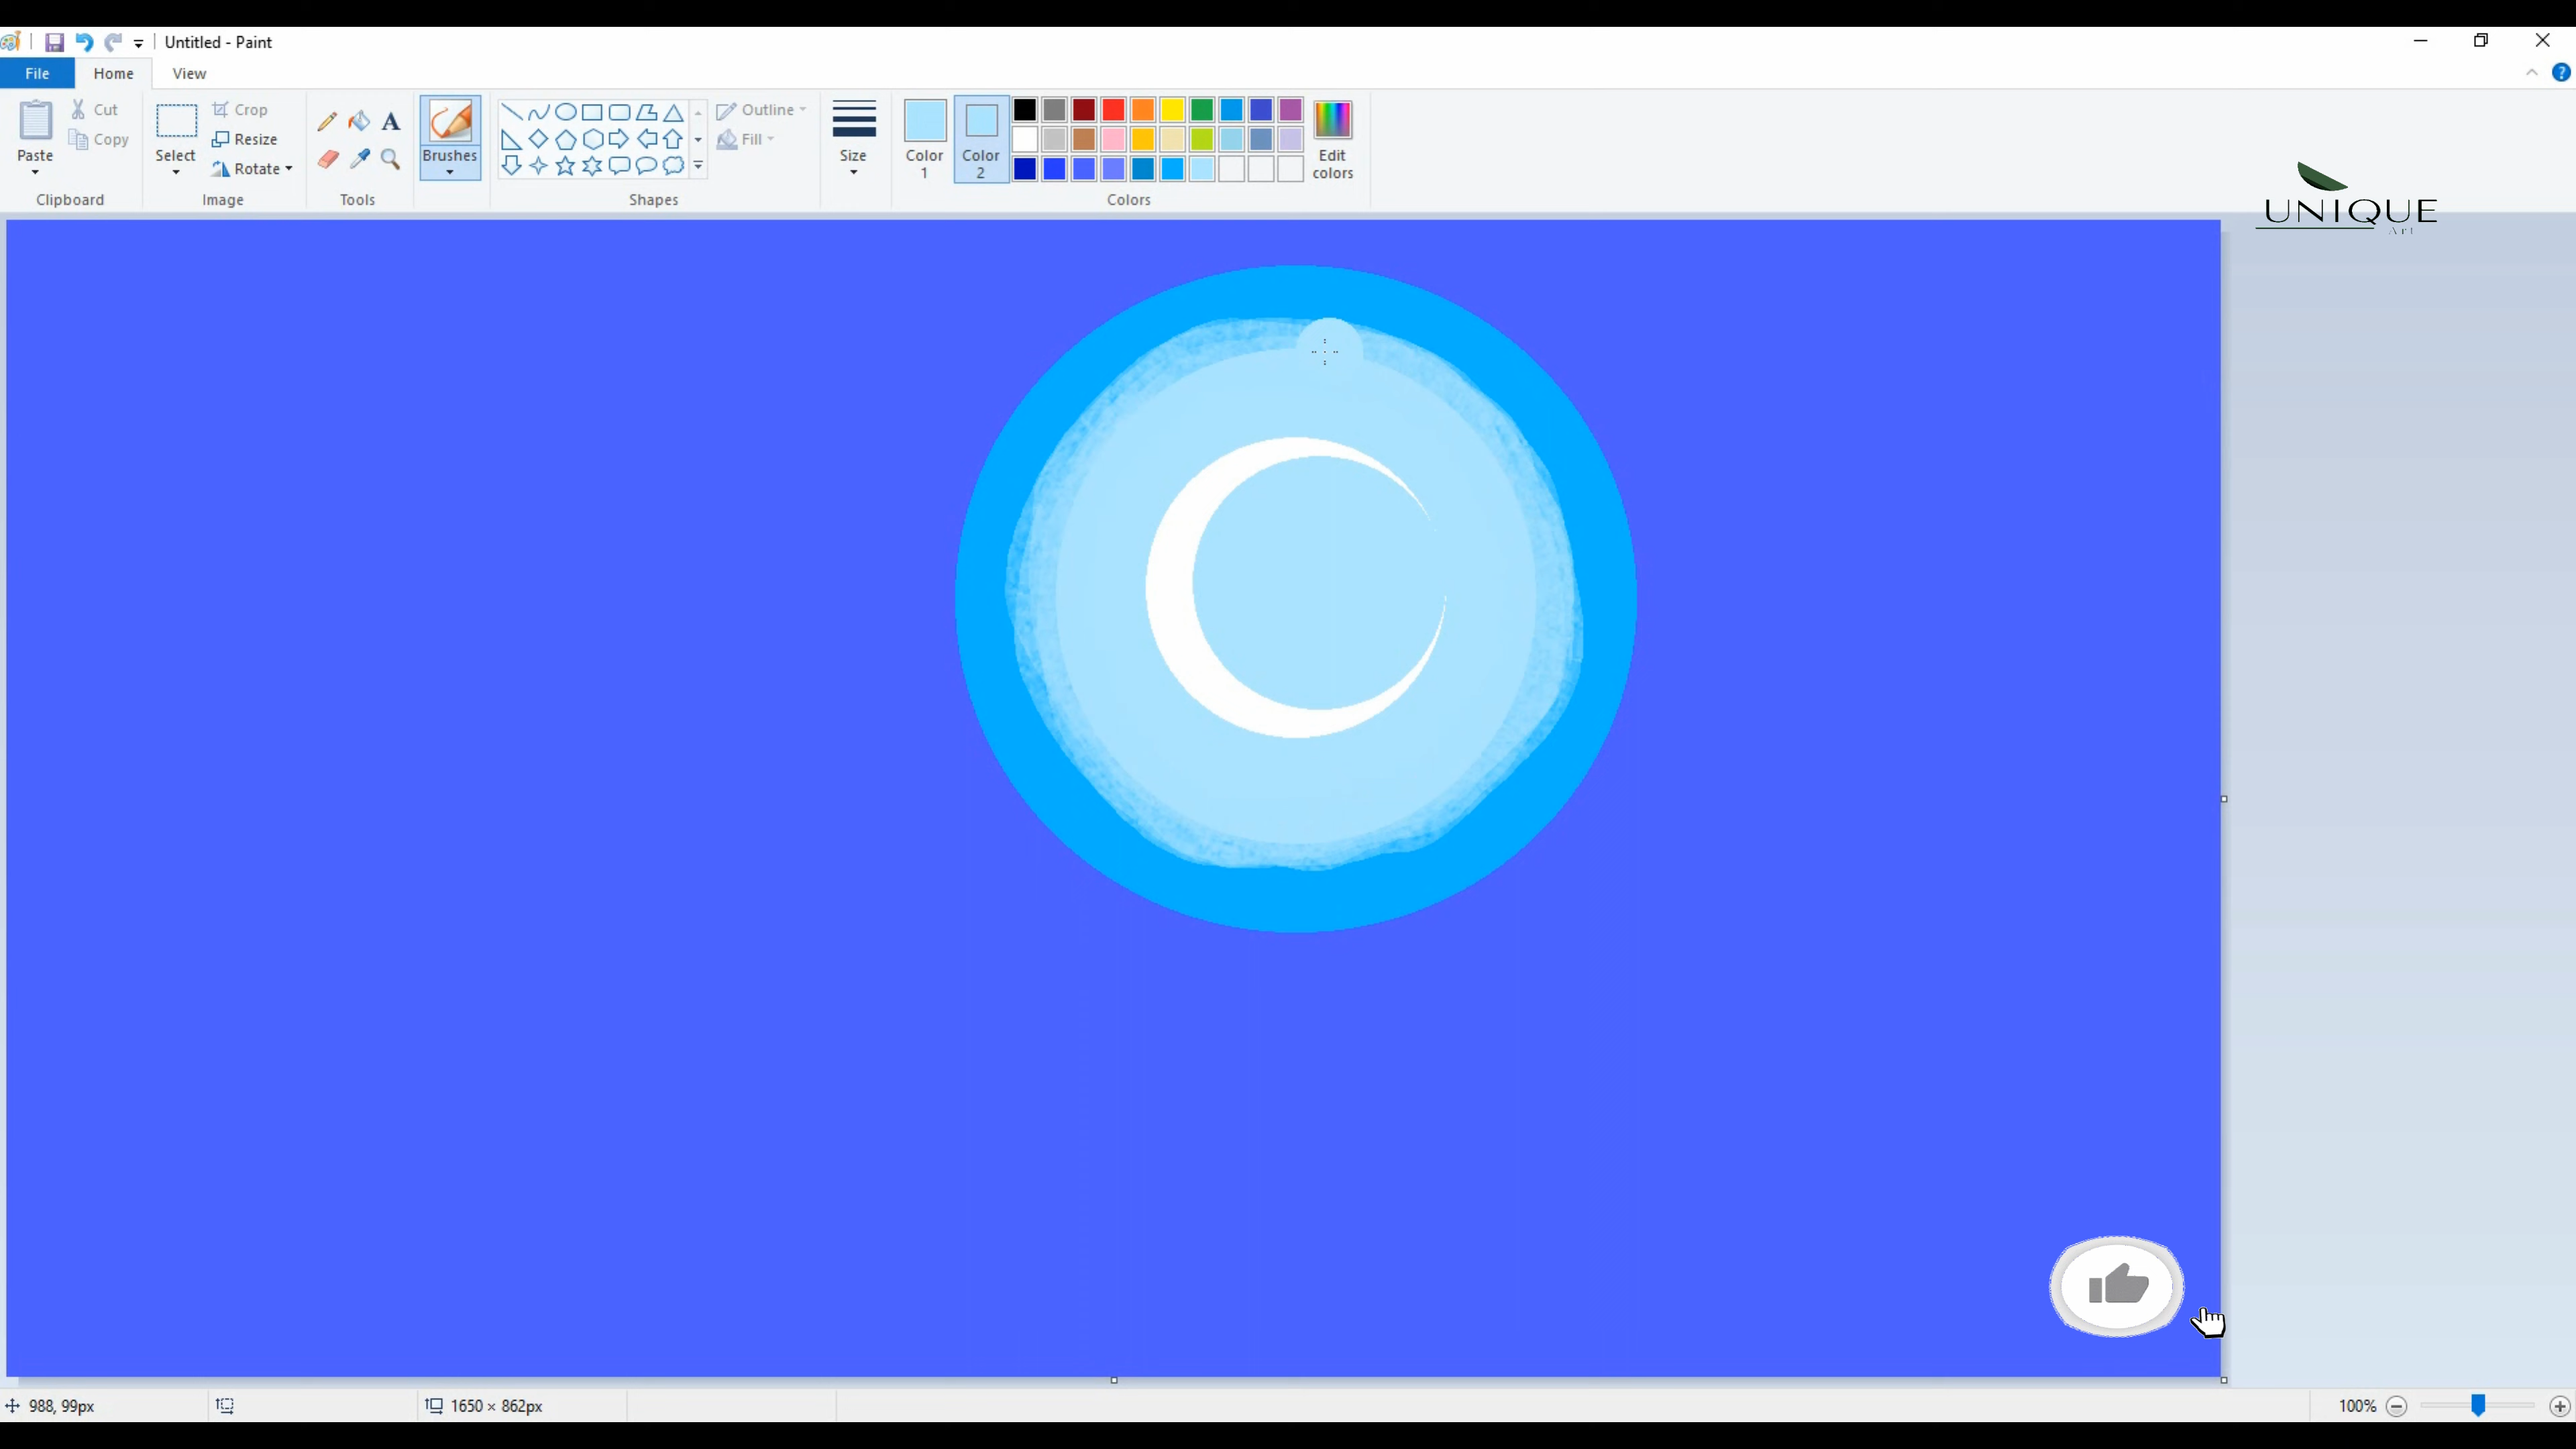 Untitled - Paint
File Home View
Paste Cut Copy
Select Crop Resize Rotate
A
Brushes
Outline Fill
Size
Color 1 Color 2
Edit colors
Clipboard Image Tools Shapes Colors
UNIQUE
Art
988, 99px 1650 × 862px 100%